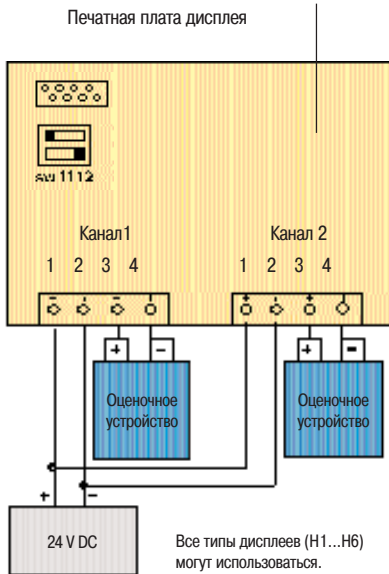 Печатная плата дисплея
SW 1112
Канал1 Канал 2
1 2 3 4 1 2 3 4
+ − + −
Оценочное
устройство
Оценочное
устройство
+ −
24 V DC
Все типы дисплеев (H1...H6)
могут использоваться.